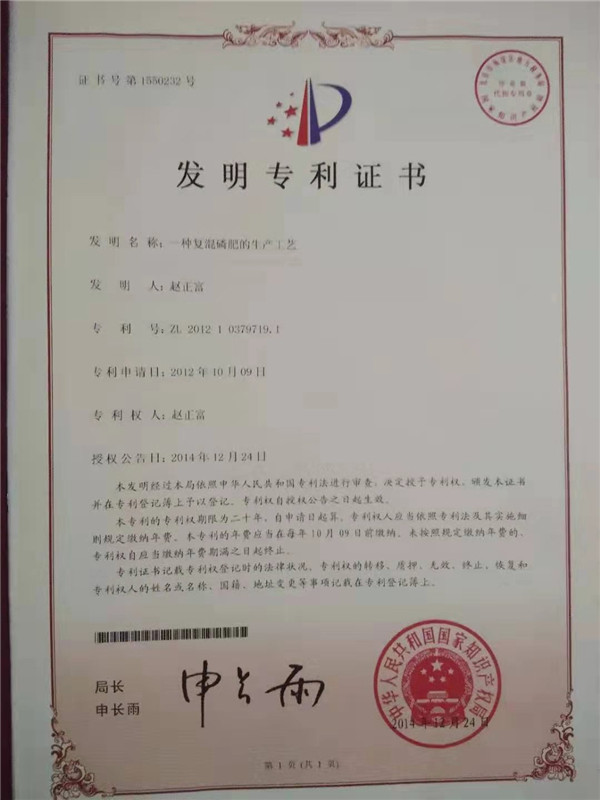 证书号第1550232号
发明专利证书
发明名称：一种复混磷肥的生产工艺
发明人：赵正富
专利号：ZL 2012 1 0379719.1
专利申请日：2012年10月09日
专利权人：赵正富
授权公告日：2014年12月24日
本发明经过本局依照中华人民共和国专利法进行审查，决定授予专利权，颁发本证书
并在专利登记簿上予以登记。专利权自授权公告之日起生效。
本专利的专利权期限为二十年，自申请日起算。专利权人应当依照专利法及其实施细
则规定缴纳年费。本专利的年费应当在每年10月09日前缴纳。未按照规定缴纳年费的，
专利权自应当缴纳年费期满之日起终止。
专利证书记载专利权登记时的法律状况。专利权的转移、质押、无效、终止、恢复和
专利权人的姓名或名称、国籍、地址变更等事项记载在专利登记簿上。
局长
申长雨
申长雨
中华人民共和国国家知识产权局
2014年12月24日
第1页(共1页)